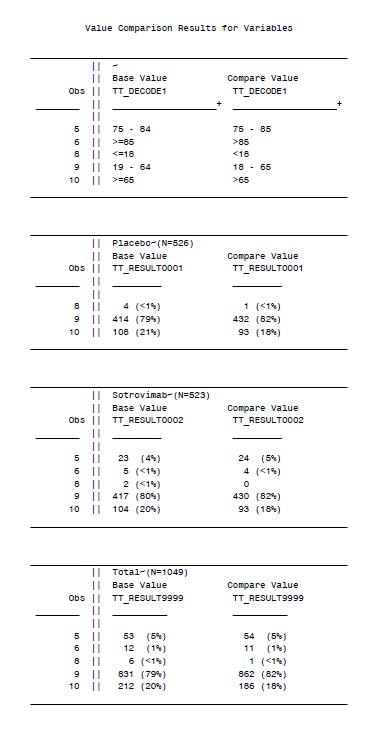 Value Comparison Results for Variables
|| ~
|| Base Value Compare Value
Obs || TT_DECODE1 TT_DECODE1
|| + +
||
5 || 75 - 84 75 - 85
6 || >=85 >85
8 || <=18 <18
9 || 19 - 64 18 - 65
10 || >=65 >65
|| Placebo~(N=526)
|| Base Value Compare Value
Obs || TT_RESULT0001 TT_RESULT0001
||
||
8 || 4 (<1%) 1 (<1%)
9 || 414 (79%) 432 (82%)
10 || 108 (21%) 93 (18%)
|| Sotrovimab~(N=523)
|| Base Value Compare Value
Obs || TT_RESULT0002 TT_RESULT0002
||
||
5 || 23 (4%) 24 (5%)
6 || 5 (<1%) 4 (<1%)
8 || 2 (<1%) 0
9 || 417 (80%) 430 (82%)
10 || 104 (20%) 93 (18%)
|| Total~(N=1049)
|| Base Value Compare Value
Obs || TT_RESULT9999 TT_RESULT9999
||
||
5 || 53 (5%) 54 (5%)
6 || 12 (1%) 11 (1%)
8 || 6 (<1%) 1 (<1%)
9 || 831 (79%) 862 (82%)
10 || 212 (20%) 186 (18%)